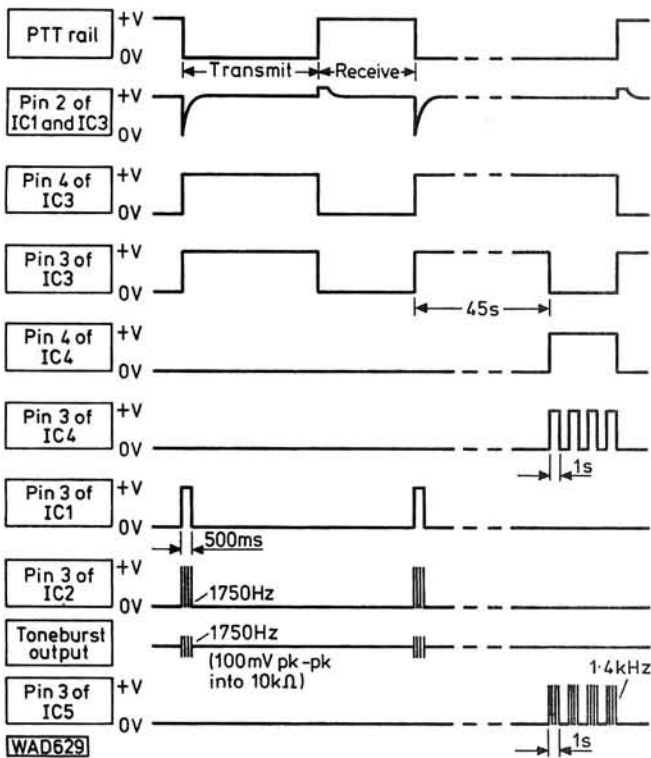 PTT rail
+V
0V
Transmit
Receive
Pin 2 of
IC1 and IC3
+V
0V
Pin 4 of
IC3
+V
0V
Pin 3 of
IC3
+V
0V
45s
Pin 4 of
IC4
+V
0V
Pin 3 of
IC4
+V
0V
1s
Pin 3 of
IC1
+V
0V
500ms
Pin 3 of
IC2
+V
0V
1750Hz
Toneburst
output
1750Hz
(100mV pk-pk
into 10kΩ)
Pin 3 of
IC5
+V
0V
1·4kHz
1s
WAD629